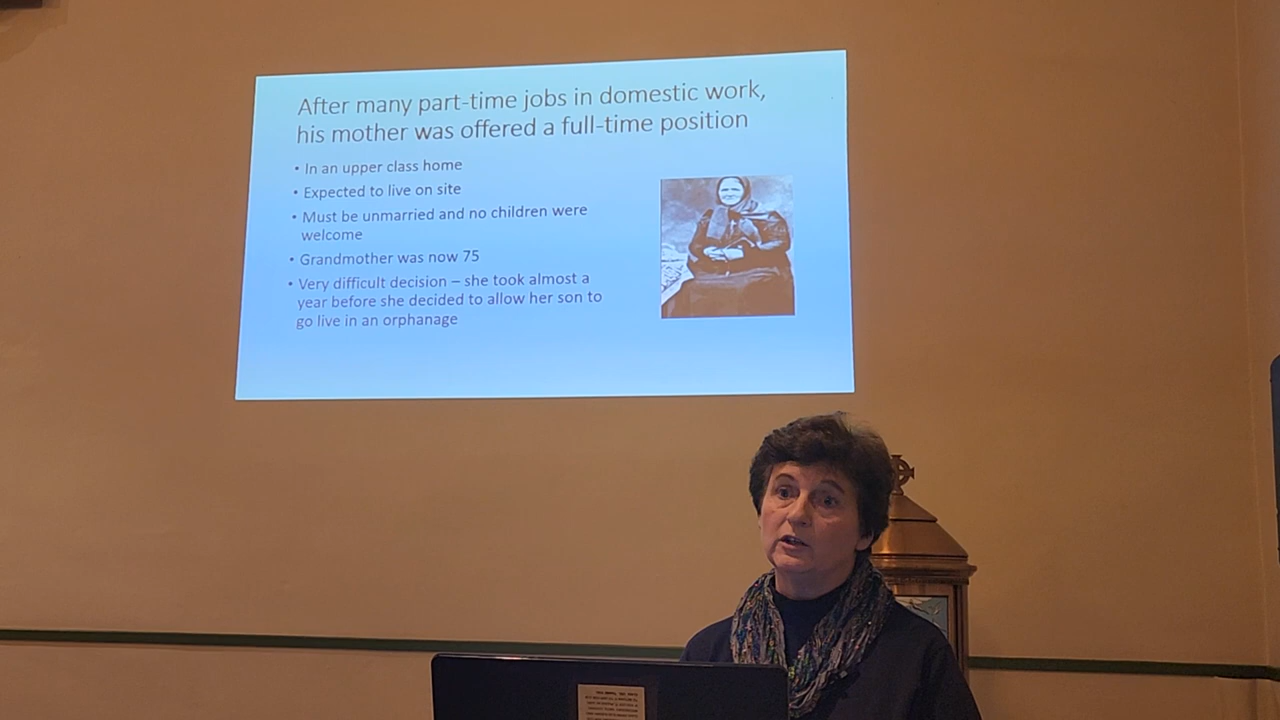 After many part-time jobs in domestic work,
his mother was offered a full-time position
• In an upper class home
• Expected to live on site
• Must be unmarried and no children were
welcome
• Grandmother was now 75
• Very difficult decision – she took almost a
year before she decided to allow her son to
go live in an orphanage